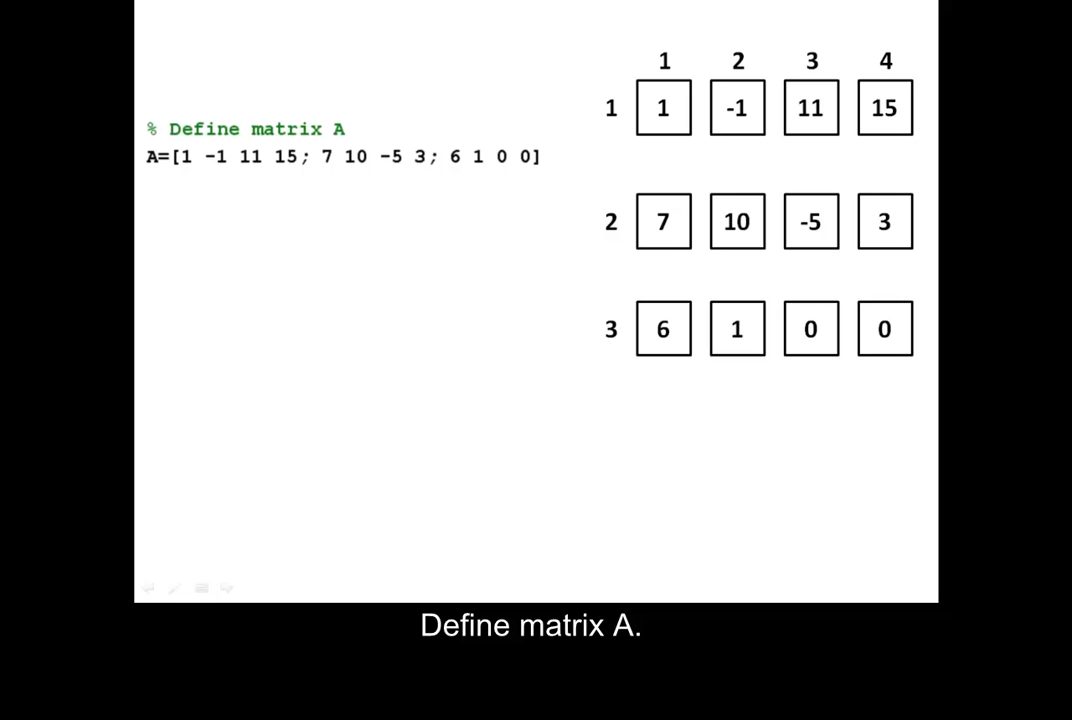 % Define matrix A
A=[1 -1 11 15; 7 10 -5 3; 6 1 0 0]
1 2 3 4
1 1 -1 11 15
2 7 10 -5 3
3 6 1 0 0
Define matrix A.